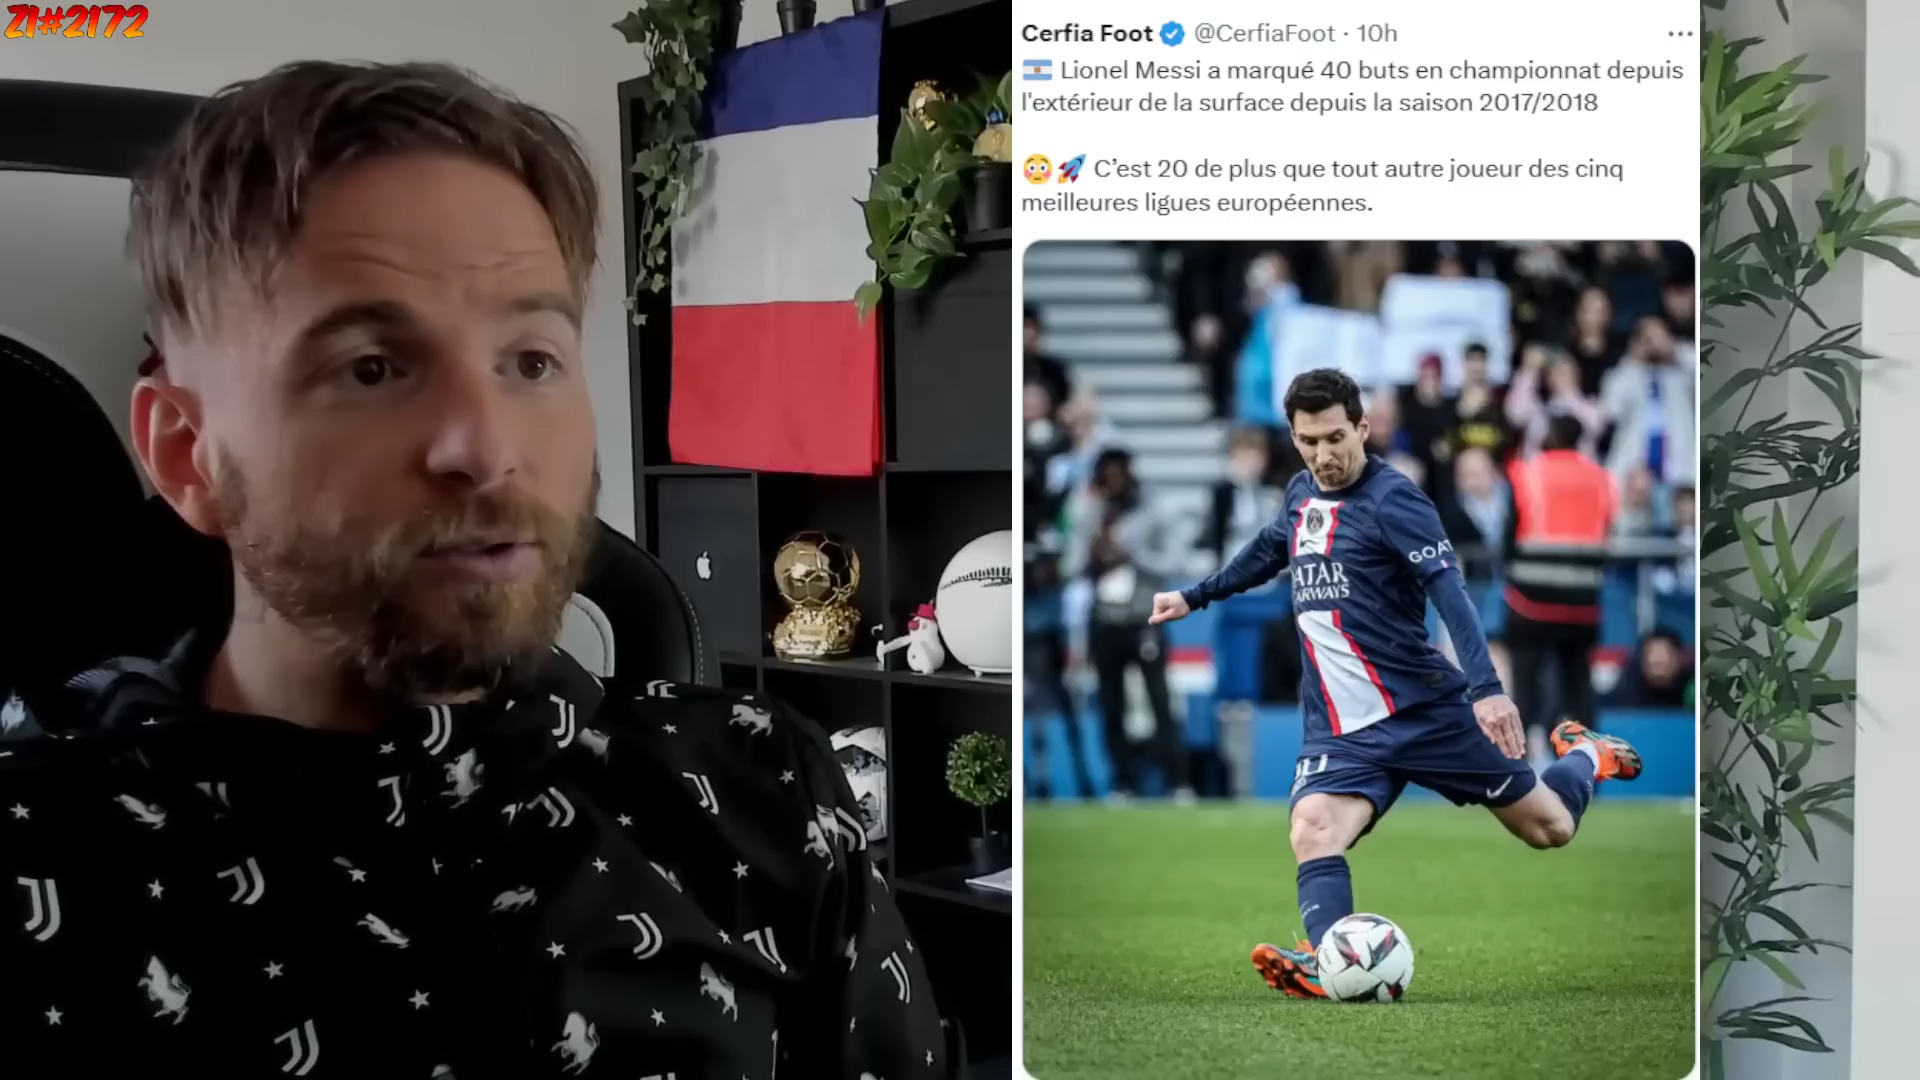 ZI#2172
Cerfia Foot @CerfiaFoot · 10h
Lionel Messi a marqué 40 buts en championnat depuis
l'extérieur de la surface depuis la saison 2017/2018
C’est 20 de plus que tout autre joueur des cinq
meilleures ligues européennes.
GOAT
QATAR
AIRWAYS
30